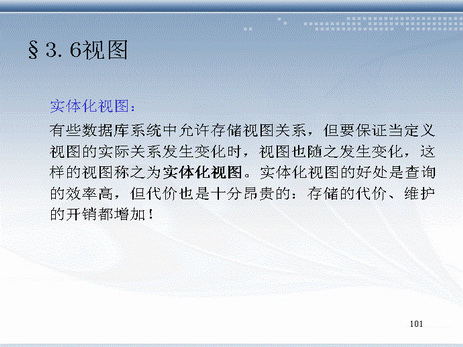 §3.6视图
实体化视图：
有些数据库系统中允许存储视图关系，但要保证当定义
视图的实际关系发生变化时，视图也随之发生变化，这
样的视图称之为实体化视图。实体化视图的好处是查询
的效率高，但代价也是十分昂贵的：存储的代价、维护
的开销都增加！
101